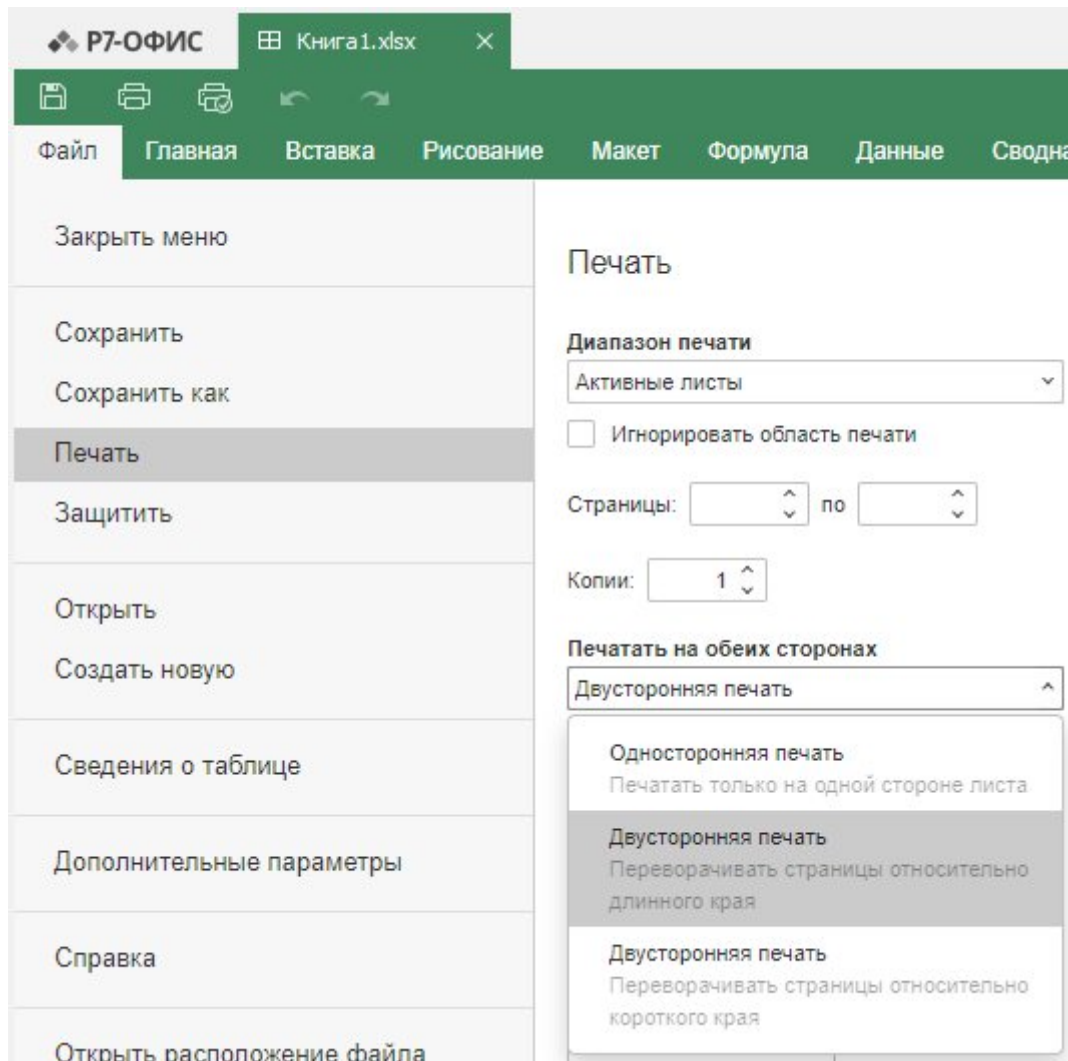 Р7-ОФИС
Книга1.xlsx
Файл Главная Вставка Рисование Макет Формула Данные Сводна
Закрыть меню
Сохранить
Сохранить как
Печать
Защитить
Открыть
Создать новую
Сведения о таблице
Дополнительные параметры
Справка
Открыть расположение файла
Печать
Диапазон печати
Активные листы
Игнорировать область печати
Страницы: по
Копии: 1
Печатать на обеих сторонах
Двусторонняя печать
Односторонняя печать
Печатать только на одной стороне листа
Двусторонняя печать
Переворачивать страницы относительно
длинного края
Двусторонняя печать
Переворачивать страницы относительно
короткого края